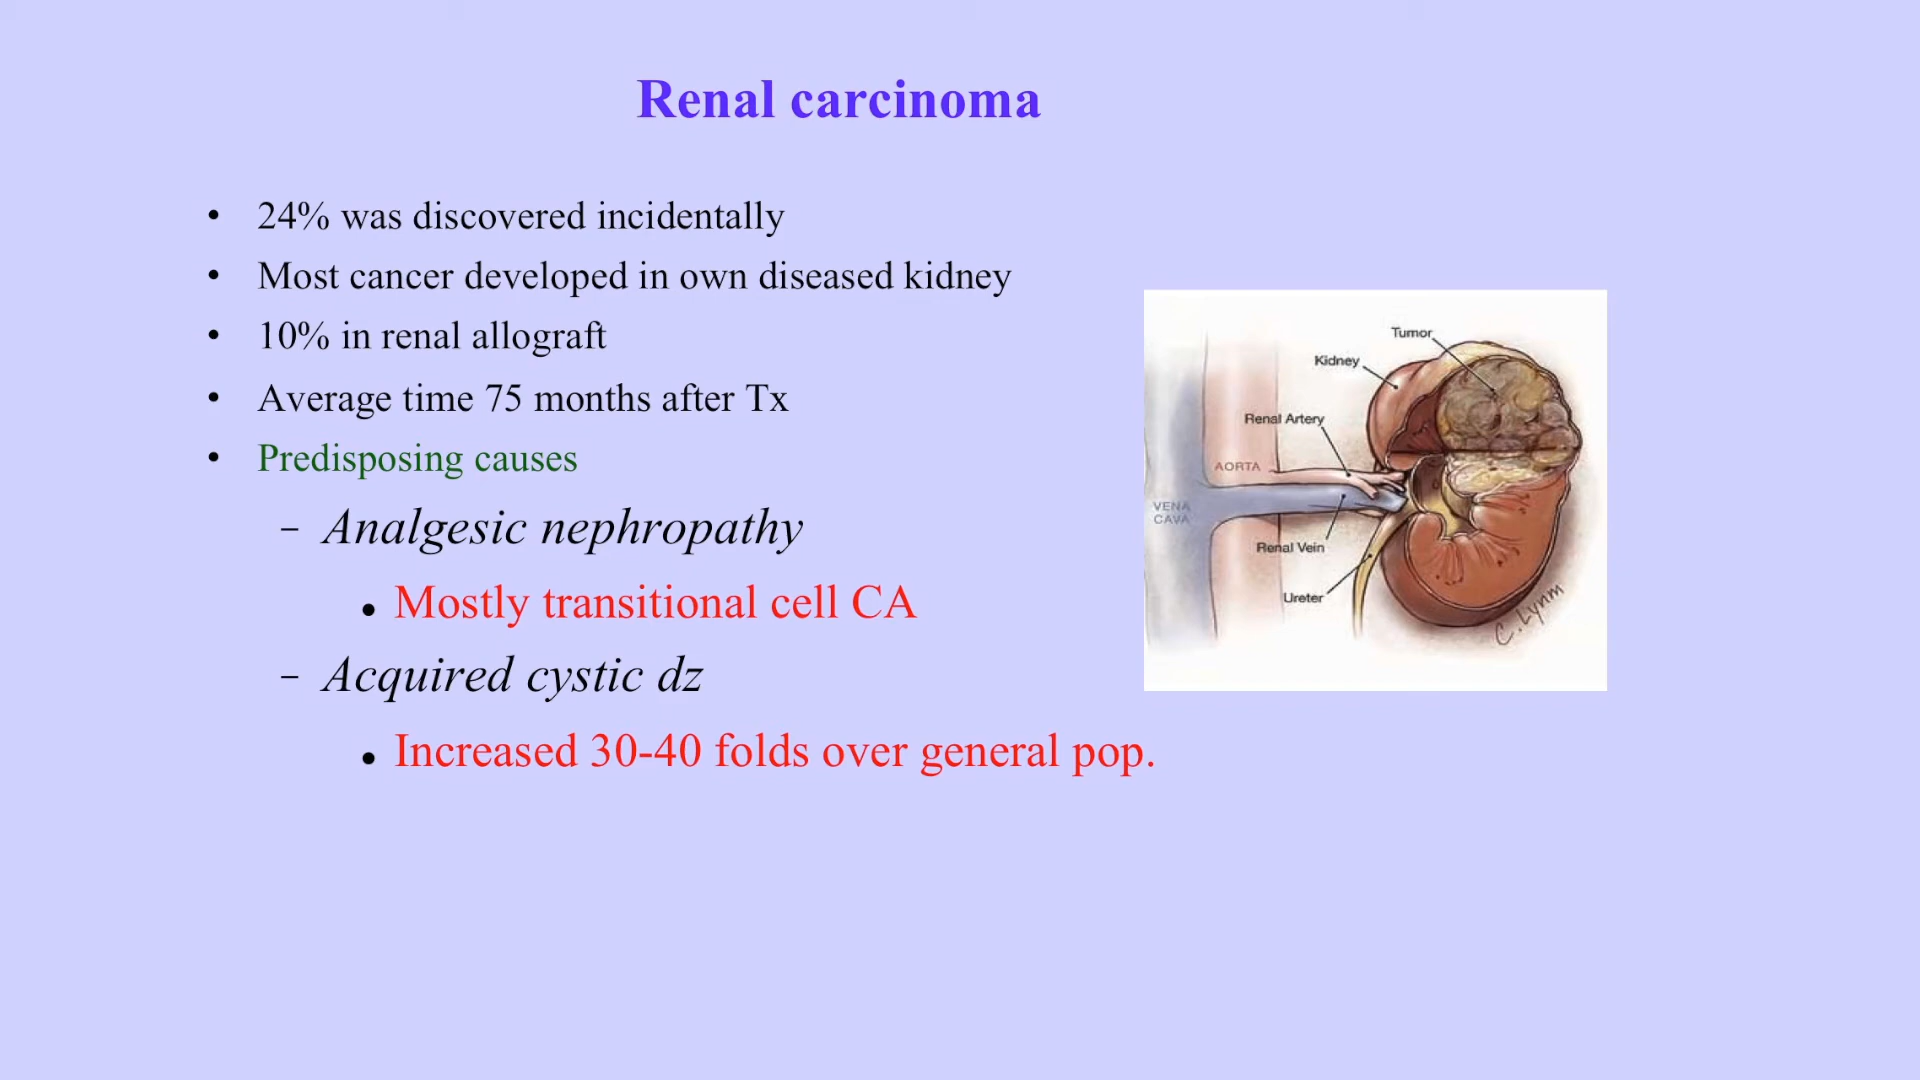 Renal carcinoma
• 24% was discovered incidentally
• Most cancer developed in own diseased kidney
• 10% in renal allograft
• Average time 75 months after Tx
• Predisposing causes
– Analgesic nephropathy
• Mostly transitional cell CA
– Acquired cystic dz
• Increased 30-40 folds over general pop.
Tumor
Kidney
Renal Artery
AORTA
VENA
CAVA
Renal Vein
Ureter
C. Lynm